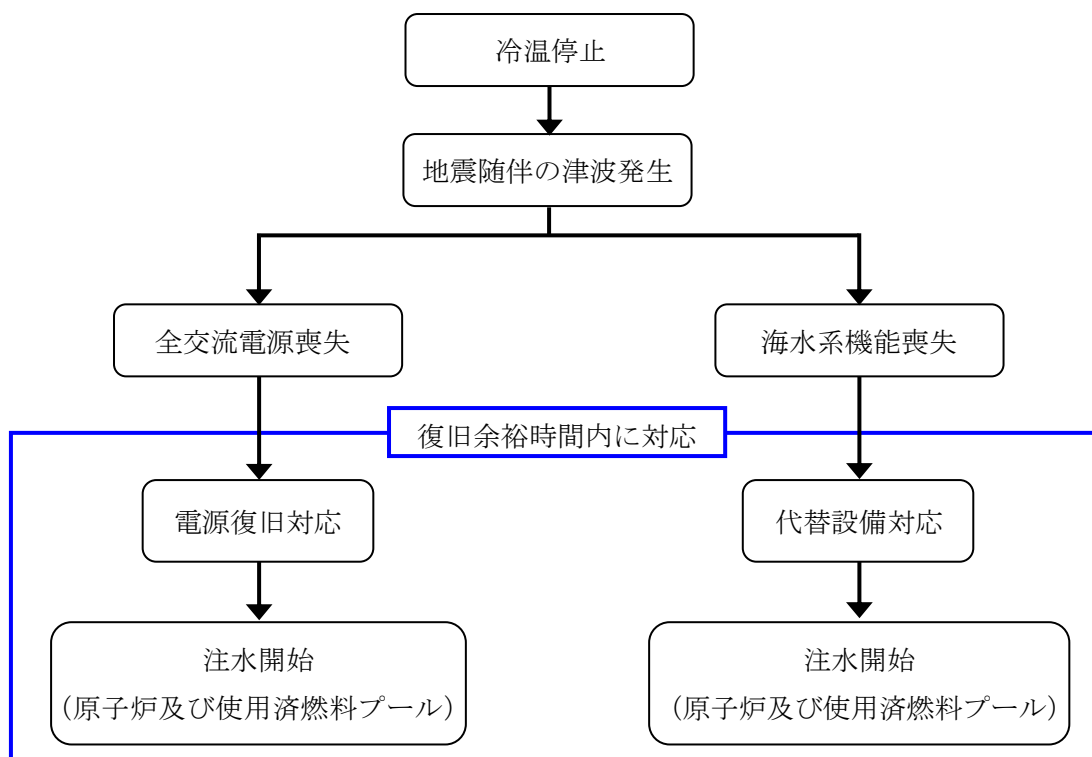 冷温停止
地震随伴の津波発生
全交流電源喪失
海水系機能喪失
復旧余裕時間内に対応
電源復旧対応
代替設備対応
注水開始
(原子炉及び使用済燃料プール)
注水開始
(原子炉及び使用済燃料プール)